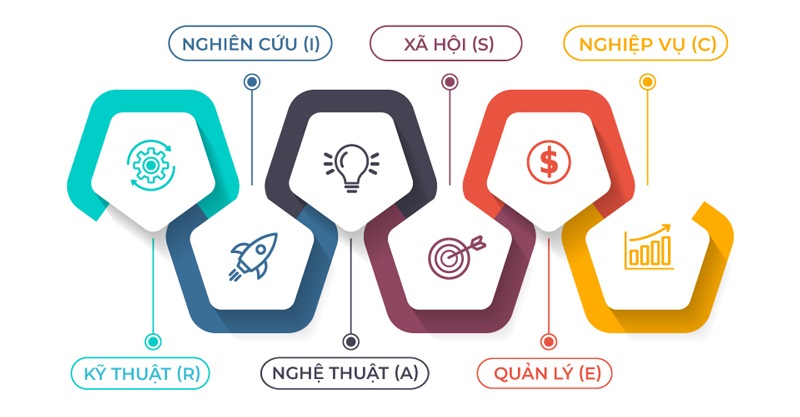 NGHIÊN CỨU (I)
XÃ HỘI (S)
NGHIỆP VỤ (C)
$
KỸ THUẬT (R)
NGHỆ THUẬT (A)
QUẢN LÝ (E)